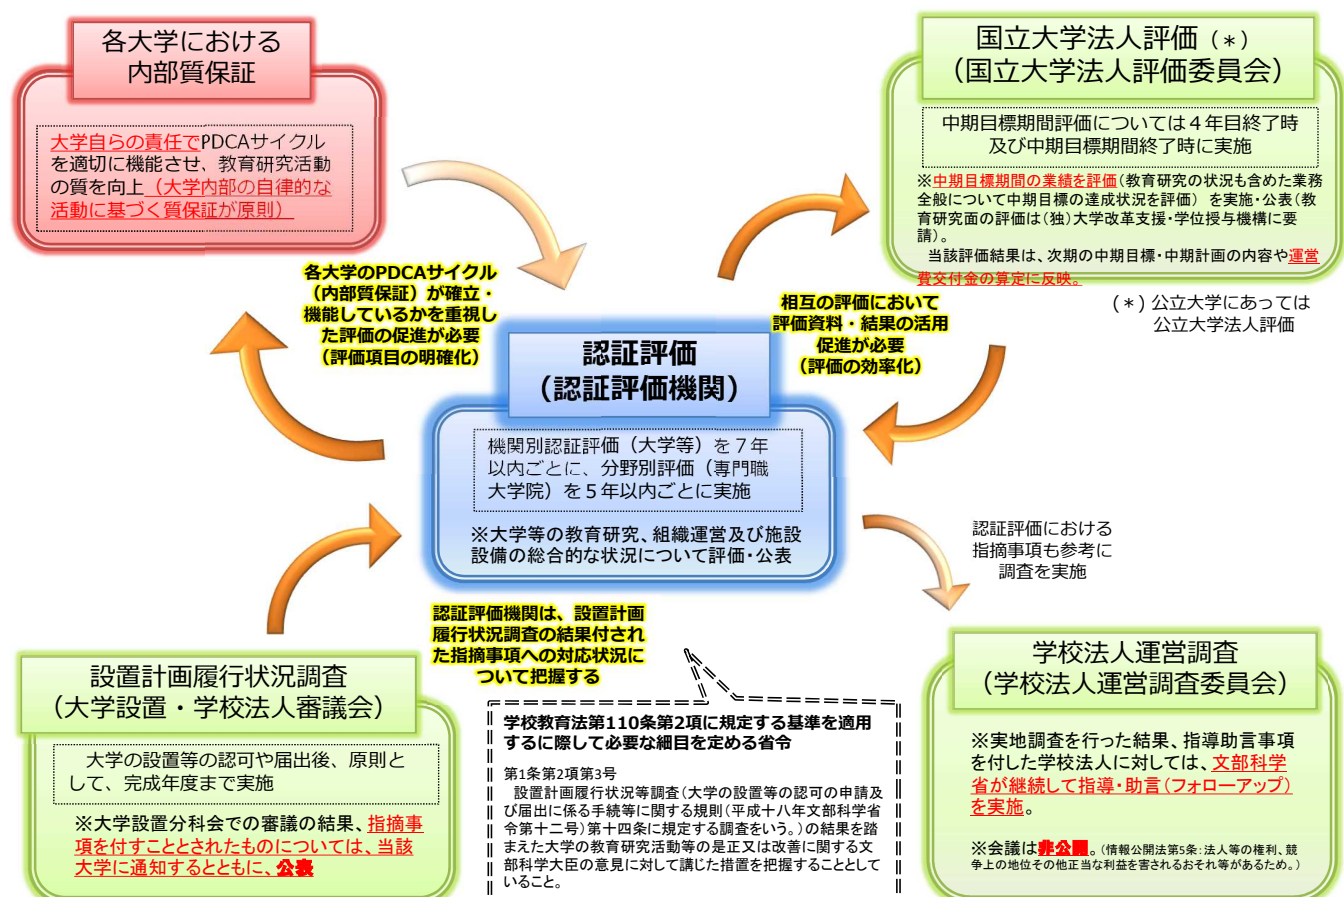 各大学における
内部質保証
大学自らの責任でPDCAサイクル
を適切に機能させ、教育研究活動
の質を向上（大学内部の自律的な
活動に基づく質保証が原則）
国立大学法人評価（＊）
（国立大学法人評価委員会）
中期目標期間評価については４年目終了時
及び中期目標期間終了時に実施
※中期目標期間の業績を評価（教育研究の状況も含めた業務
全般について中期目標の達成状況を評価）を実施・公表（教
育研究面の評価は（独）大学改革支援・学位授与機構に要
請）。
当該評価結果は、次期の中期目標・中期計画の内容や運営
費交付金の算定に反映。
（＊）公立大学にあっては
公立大学法人評価
各大学のPDCAサイクル
（内部質保証）が確立・
機能しているかを重視し
た評価の促進が必要
（評価項目の明確化）
相互の評価において
評価資料・結果の活用
促進が必要
（評価の効率化）
認証評価
（認証評価機関）
機関別認証評価（大学等）を７年
以内ごとに、分野別評価（専門職
大学院）を５年以内ごとに実施
※大学等の教育研究、組織運営及び施設
設備の総合的な状況について評価・公表
認証評価における
指摘事項も参考に
調査を実施
認証評価機関は、設置計画
履行状況調査の結果付され
た指摘事項への対応状況に
ついて把握する
設置計画履行状況調査
（大学設置・学校法人審議会）
大学の設置等の認可や届出後、原則と
して、完成年度まで実施
※大学設置分科会での審議の結果、指摘事
項を付すこととされたものについては、当該
大学に通知するとともに、公表
学校教育法第110条第2項に規定する基準を適用
するに際して必要な細目を定める省令
第1条第2項第3号
設置計画履行状況等調査（大学の設置等の認可の申請及
び届出に係る手続等に関する規則（平成十八年文部科学省
令第十二号）第十四条に規定する調査をいう。）の結果を踏
まえた大学の教育研究活動等の是正又は改善に関する文
部科学大臣の意見に対して講じた措置を把握することとして
いること。
学校法人運営調査
（学校法人運営調査委員会）
※実地調査を行った結果、指導助言事項
を付した学校法人に対しては、文部科学
省が継続して指導・助言（フォローアップ）
を実施。
※会議は非公開。（情報公開法第5条：法人等の権利、競
争上の地位その他正当な利益を害されるおそれ等があるため。）